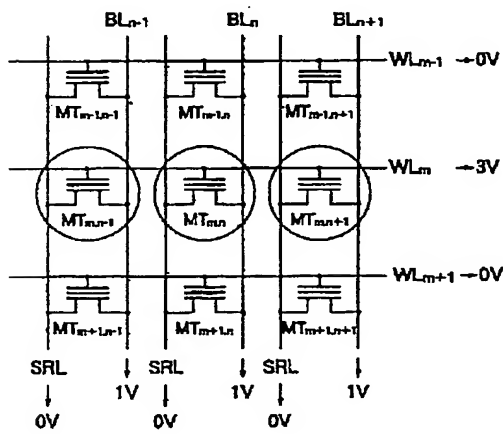 BLn-1 BLn BLn+1
WLm-1 → 0V
MTm-1,n-1 MTm-1,n MTm-1,n+1
WLm → 3V
MTm,n-1 MTm,n MTm,n+1
WLm+1 → 0V
MTm+1,n-1 MTm+1,n MTm+1,n+1
SRL SRL SRL
1V 1V 1V
0V 0V 0V